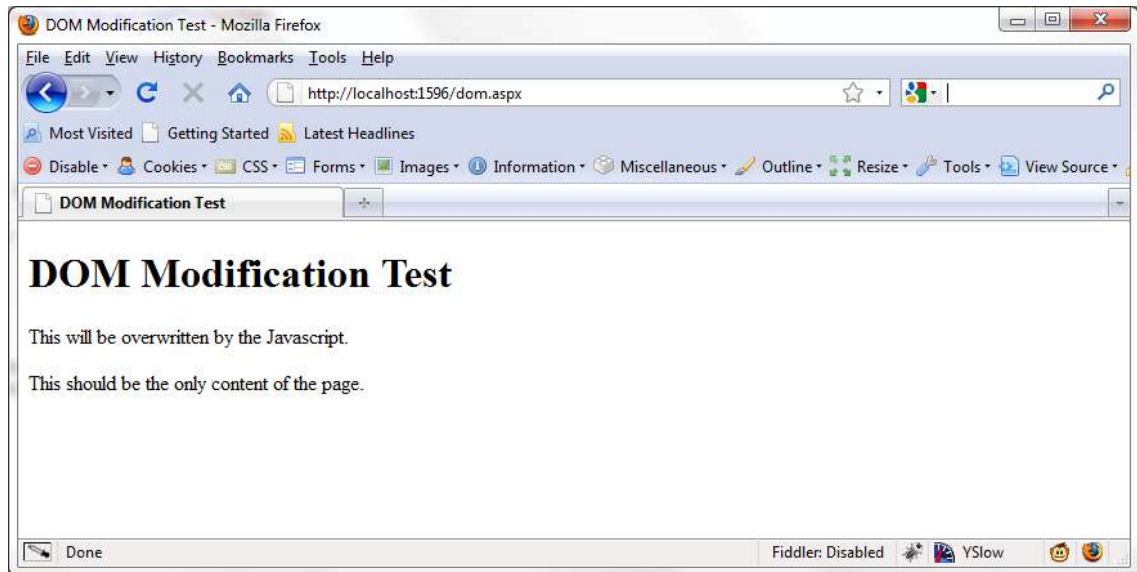 DOM Modification Test - Mozilla Firefox
File Edit View History Bookmarks Tools Help
http://localhost:1596/dom.aspx
Most Visited Getting Started Latest Headlines
Disable Cookies CSS Forms Images Information Miscellaneous Outline Resize Tools View Source
DOM Modification Test
DOM Modification Test
This will be overwritten by the Javascript.
This should be the only content of the page.
Done Fiddler: Disabled YSlow